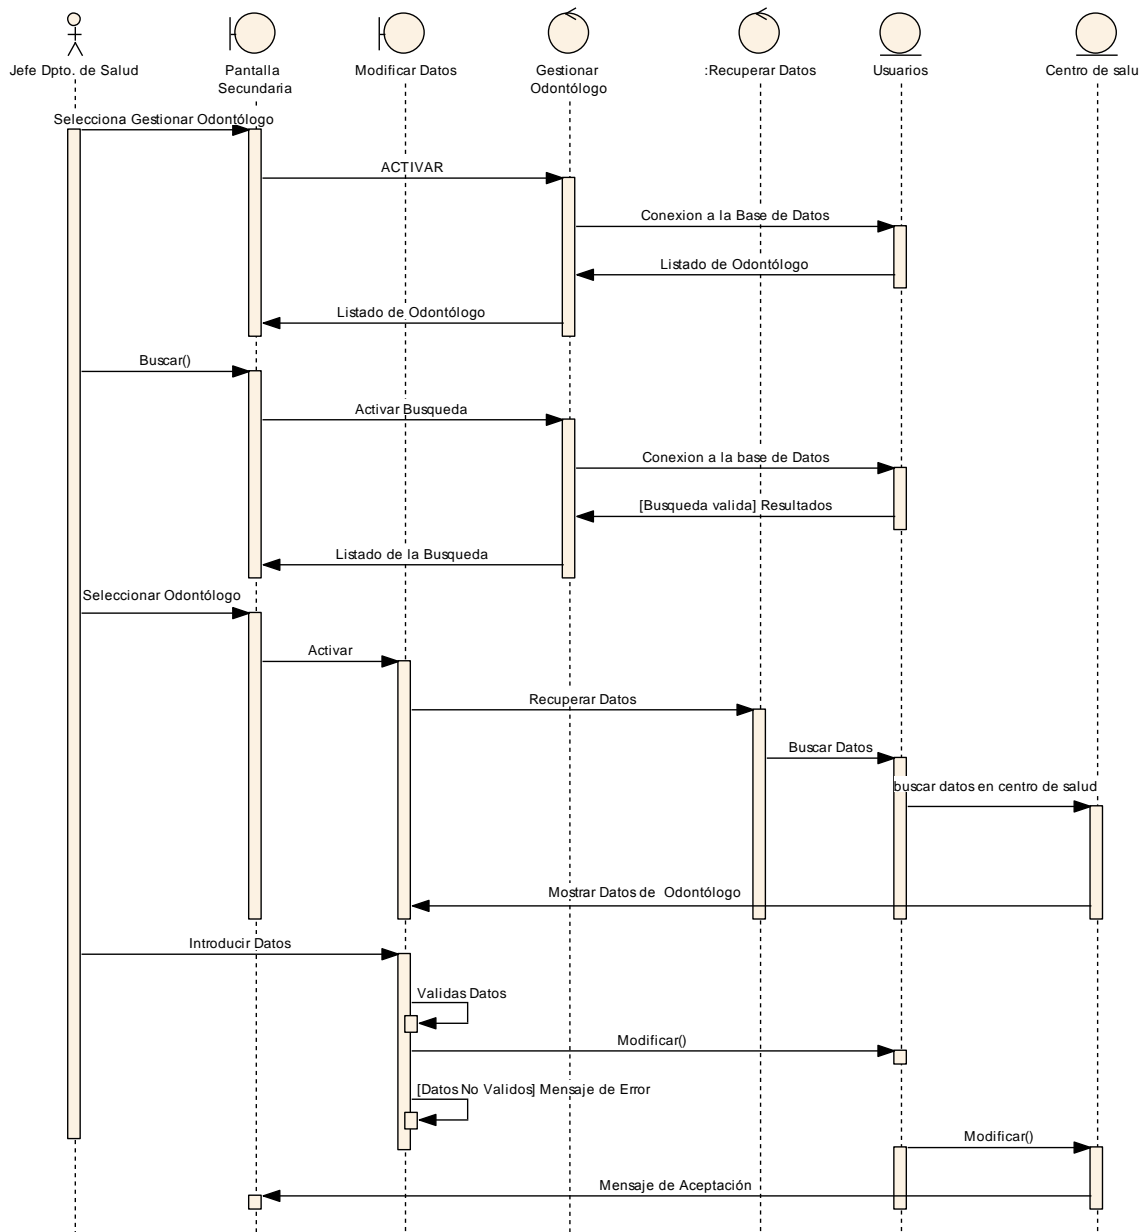 Jefe Dpto. de Salud
Pantalla
Secundaria
Modificar Datos
Gestionar
Odontólogo
:Recuperar Datos
Usuarios
Centro de salu
Selecciona Gestionar Odontólogo
ACTIVAR
Conexion a la Base de Datos
Listado de Odontólogo
Listado de Odontólogo
Buscar()
Activar Busqueda
Conexion a la base de Datos
[Busqueda valida] Resultados
Listado de la Busqueda
Seleccionar Odontólogo
Activar
Recuperar Datos
Buscar Datos
buscar datos en centro de salud
Mostrar Datos de Odontólogo
Introducir Datos
Validas Datos
Modificar()
[Datos No Validos] Mensaje de Error
Modificar()
Mensaje de Aceptación